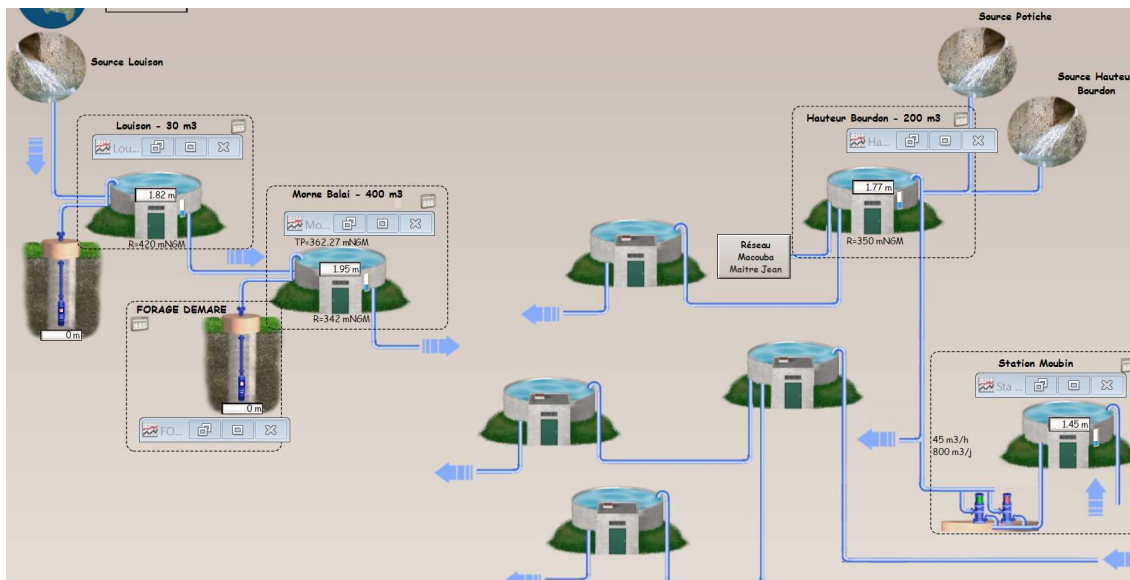 Source Potiche
Source Louison
Source Hauteur
Bourdon
Louison - 30 m3
Lou...
1.82 m
R=420 mNGM
Morne Balai - 400 m3
Mo...
TP=362.27 mNGM
1.95 m
R=342 mNGM
FORAGE DEMARE
0 m
0 m
FO...
Hauteur Bourdon - 200 m3
Ha...
1.77 m
R=350 mNGM
Réseau
Macouba
Maitre Jean
Station Moubin
Sta ...
1.45 m
45 m3/h
800 m3/j